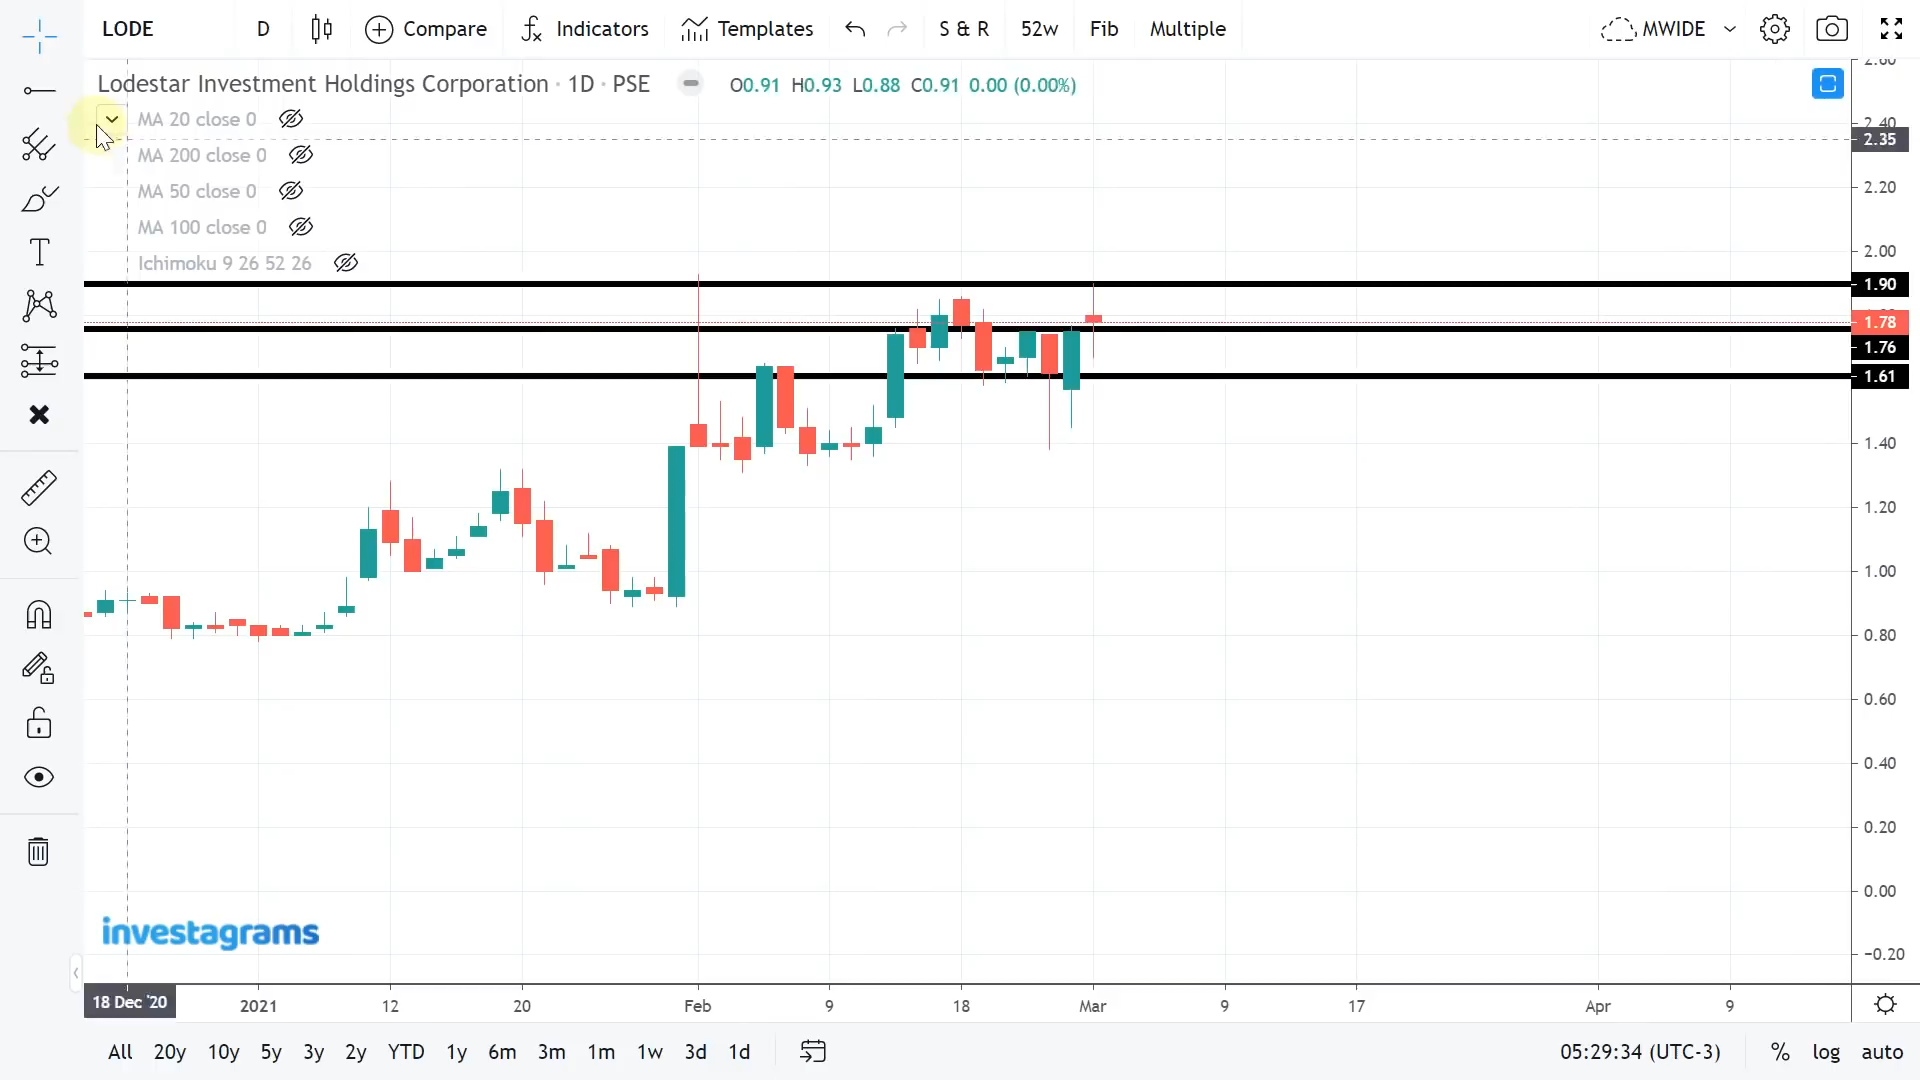 LODE D Compare Indicators Templates S & R 52w Fib Multiple MWIDE
Lodestar Investment Holdings Corporation · 1D · PSE O0.91 H0.93 L0.88 C0.91 0.00 (0.00%)
MA 20 close 0
MA 200 close 0
MA 50 close 0
MA 100 close 0
Ichimoku 9 26 52 26
2.60
2.40
2.35
2.20
2.00
1.90
1.78
1.76
1.61
1.40
1.20
1.00
0.80
0.60
0.40
0.20
0.00
−0.20
investagrams
18 Dec '20 2021 12 20 Feb 9 18 Mar 9 17 Apr 9
All 20y 10y 5y 3y 2y YTD 1y 6m 3m 1m 1w 3d 1d 05:29:34 (UTC-3) % log auto